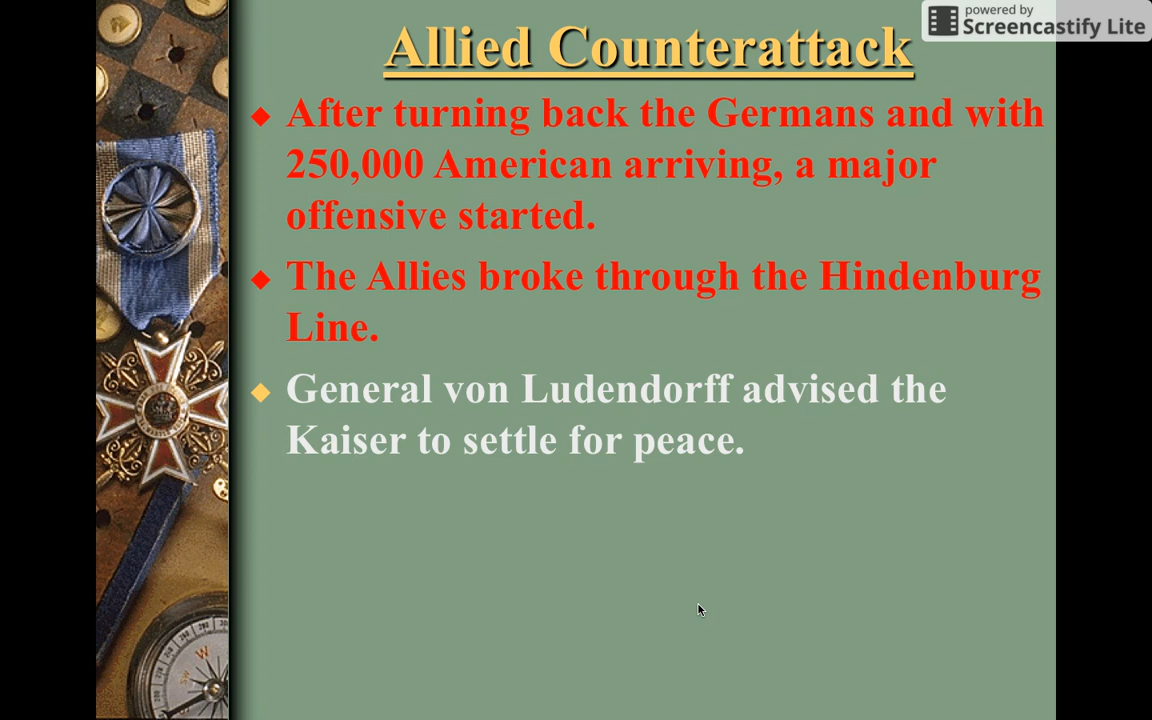 powered by
Screencastify Lite
Allied Counterattack
After turning back the Germans and with
250,000 American arriving, a major
offensive started.
The Allies broke through the Hindenburg
Line.
General von Ludendorff advised the
Kaiser to settle for peace.
W